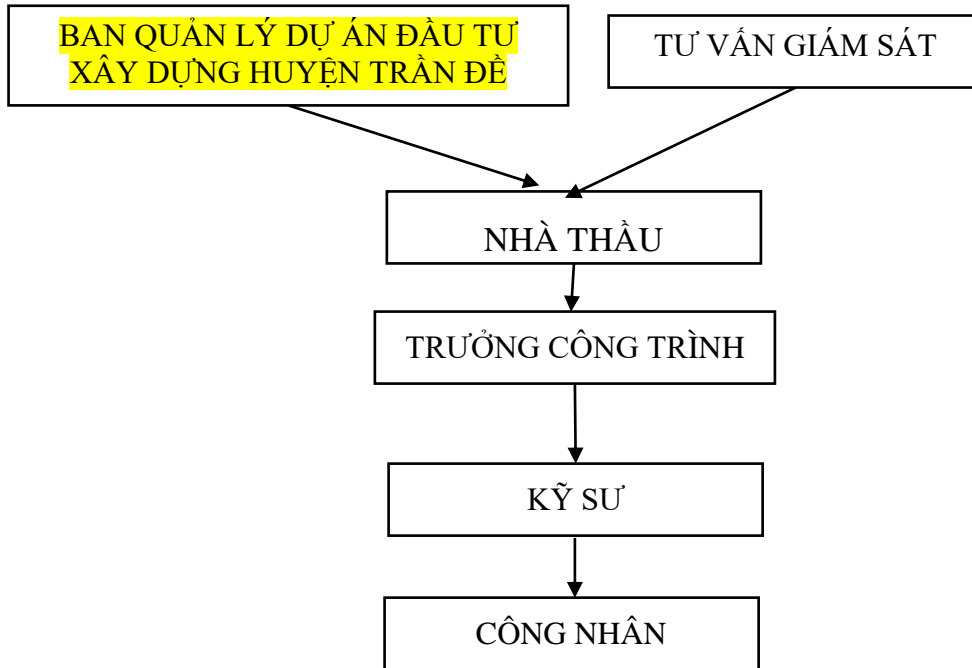 BAN QUẢN LÝ DỰ ÁN ĐẦU TƯ
XÂY DỰNG HUYỆN TRẦN ĐỀ
TƯ VẤN GIÁM SÁT
NHÀ THẦU
TRƯỞNG CÔNG TRÌNH
KỸ SƯ
CÔNG NHÂN